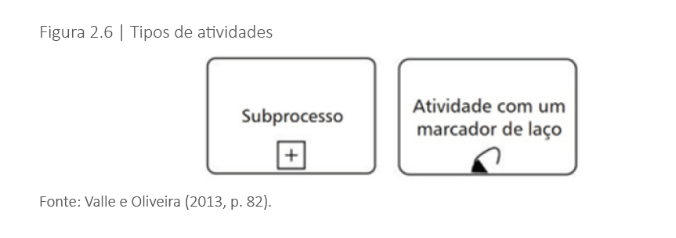 Figura 2.6 | Tipos de atividades
Subprocesso
+
Atividade com um
marcador de laço
Fonte: Valle e Oliveira (2013, p. 82).